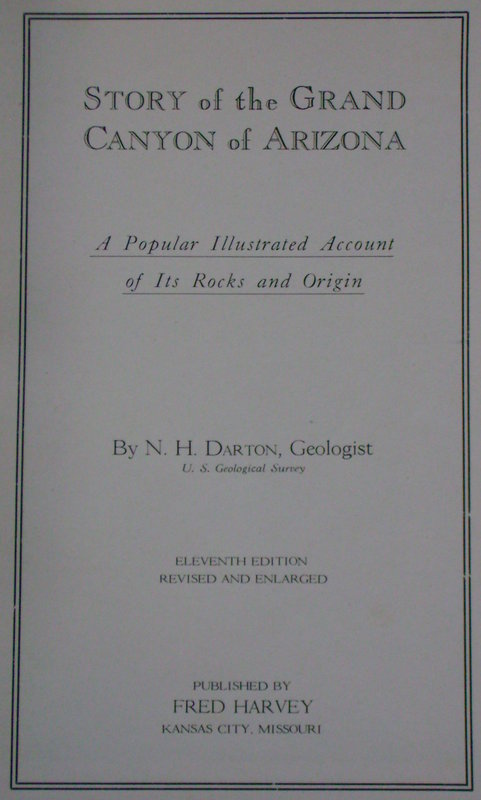 STORY of the GRAND
CANYON of ARIZONA
A Popular Illustrated Account
of Its Rocks and Origin
By N. H. DARTON, Geologist
U. S. Geological Survey
ELEVENTH EDITION
REVISED AND ENLARGED
PUBLISHED BY
FRED HARVEY
KANSAS CITY, MISSOURI